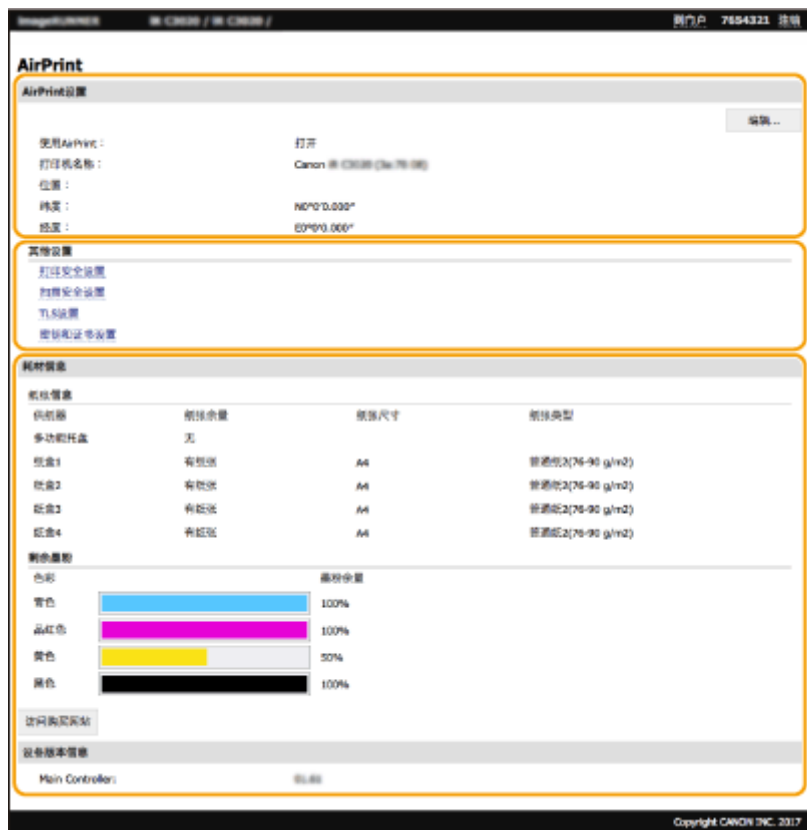 到门户 7654321 注销
AirPrint
AirPrint设置
编辑...
使用AirPrint： 打开
打印机名称： Canon
位置：
纬度： N0°0'0.000"
经度： E0°0'0.000"
其他设置
打印安全设置
扫描安全设置
TLS设置
密钥和证书设置
耗材信息
纸张信息
供纸器 纸张余量 纸张尺寸 纸张类型
多功能托盘 无
纸盒1 有纸张 A4 普通纸2(76-90 g/m2)
纸盒2 有纸张 A4 普通纸2(76-90 g/m2)
纸盒3 有纸张 A4 普通纸2(76-90 g/m2)
纸盒4 有纸张 A4 普通纸2(76-90 g/m2)
剩余墨粉
色彩 墨粉余量
青色 100%
品红色 100%
黄色 50%
黑色 100%
访问购买网站
设备版本信息
Main Controller:
Copyright CANON INC. 2017